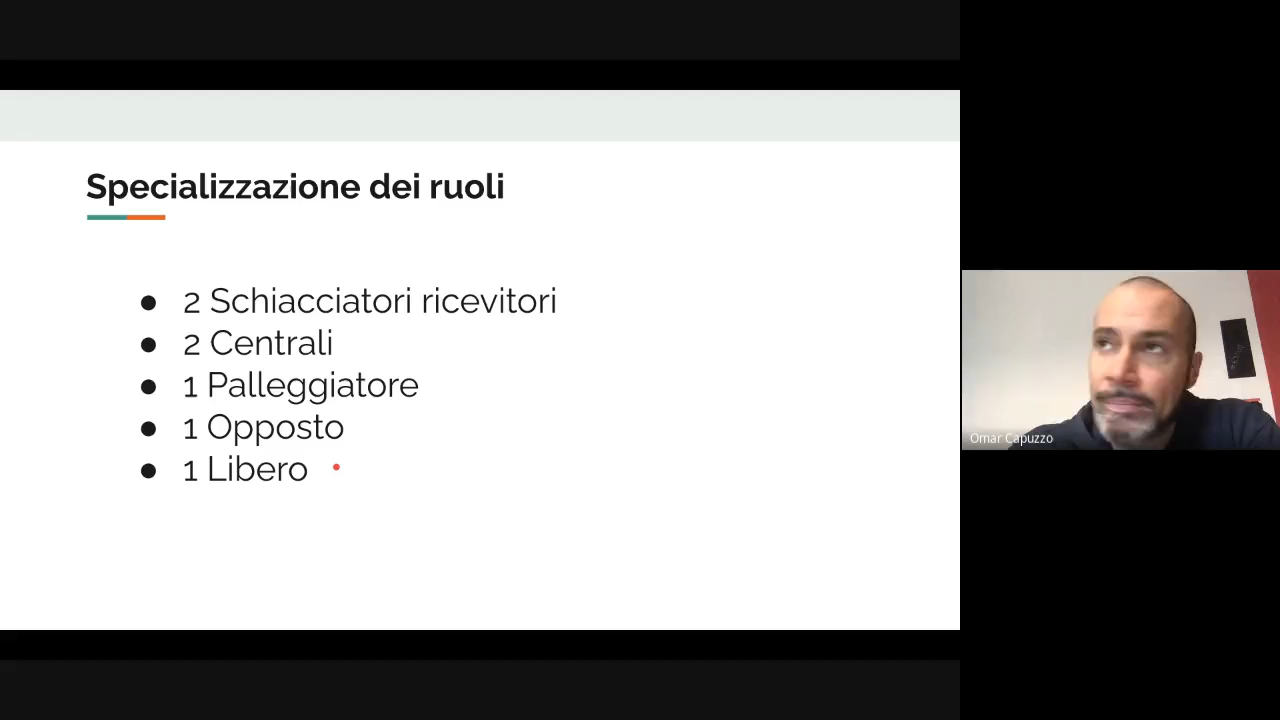 Specializzazione dei ruoli
● 2 Schiacciatori ricevitori
● 2 Centrali
● 1 Palleggiatore
● 1 Opposto
● 1 Libero
Omar Capuzzo